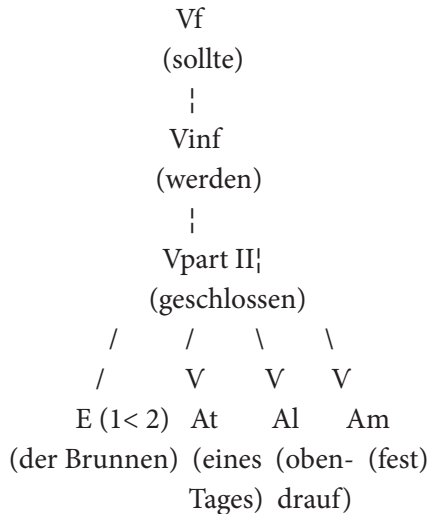 Vf
(sollte)
¦
Vinf
(werden)
¦
Vpart II¦
(geschlossen)
/ / \ \
/ V V V
E (1< 2) At Al Am
(der Brunnen) (eines (oben- (fest)
Tages) drauf)